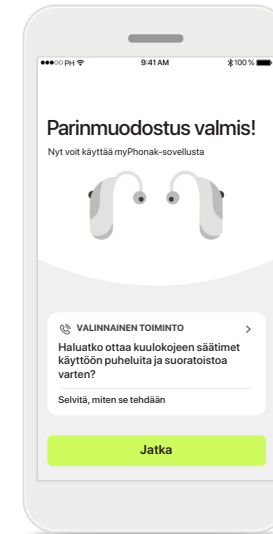 PH 9:41 AM 100 %
Parinmuodostus valmis!
Nyt voit käyttää myPhonak-sovellusta
VALINNAINEN TOIMINTO
Haluatko ottaa kuulokojeen säätimet
käyttöön puheluita ja suoratoistoa
varten?
Selvitä, miten se tehdään
Jatka